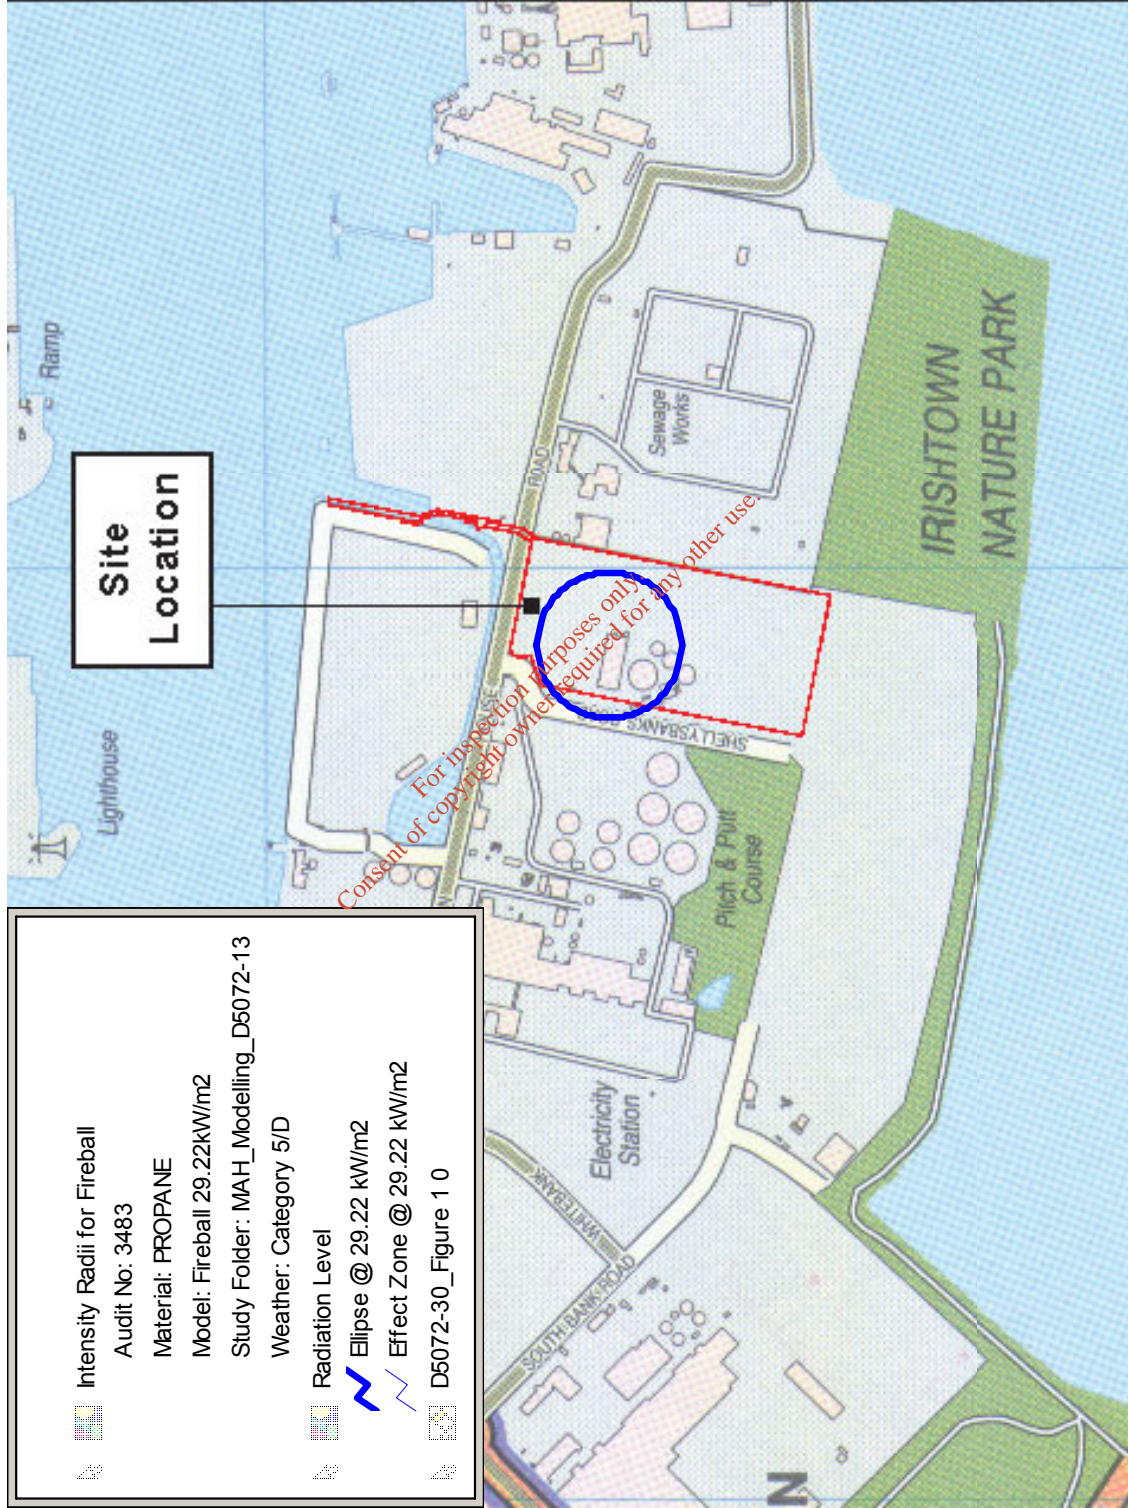 Intensity Radii for Fireball
Audit No: 3483
Material: PROPANE
Model: Fireball 29.22kW/m2
Study Folder: MAH_Modelling_D5072-13
Weather: Category 5/D
Radiation Level
Ellipse @ 29.22 kW/m2
Effect Zone @ 29.22 kW/m2
D5072-30_Figure 1 0
Site
Location
Lighthouse
Ramp
ROAD
Sewage
Works
IRISHTOWN
NATURE PARK
SHELLYSBANKS ROAD
Pitch & Putt
Course
Electricity
Station
WHITEBANK
SOUTH BANK ROAD
N
For inspection purposes only.
Consent of copyright owner required for any other use.